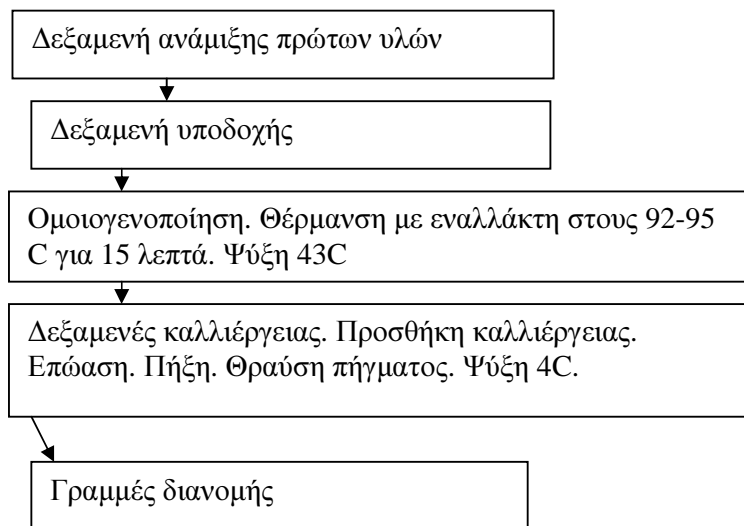 Δεξαμενή ανάμιξης πρώτων υλών
Δεξαμενή υποδοχής
Ομοιογενοποίηση. Θέρμανση με εναλλάκτη στους 92-95
C για 15 λεπτά. Ψύξη 43C
Δεξαμενές καλλιέργειας. Προσθήκη καλλιέργειας.
Επώαση. Πήξη. Θραύση πήγματος. Ψύξη 4C.
Γραμμές διανομής